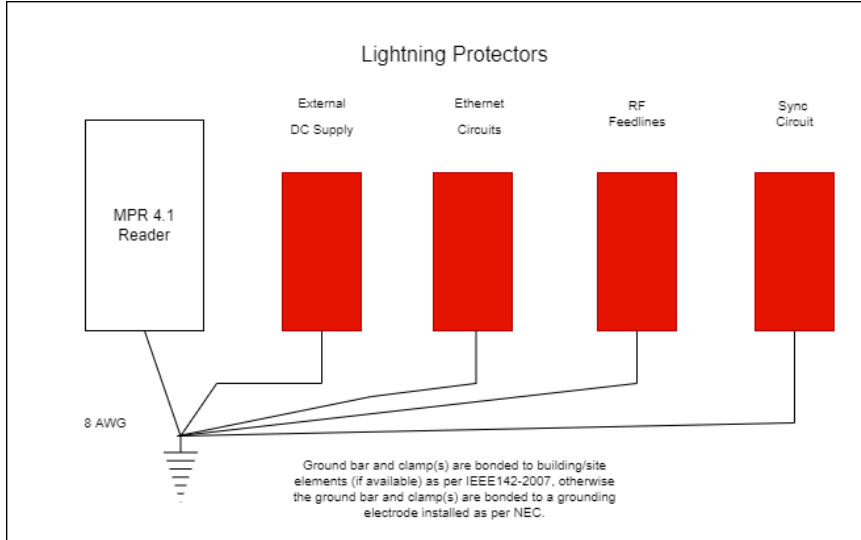 Lightning Protectors
External
DC Supply
Ethernet
Circuits
RF
Feedlines
Sync
Circuit
MPR 4.1
Reader
8 AWG
Ground bar and clamp(s) are bonded to building/site
elements (if available) as per IEEE142-2007, otherwise
the ground bar and clamp(s) are bonded to a grounding
electrode installed as per NEC.